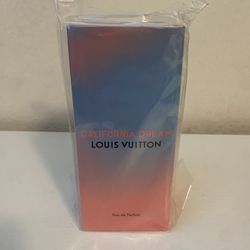 CALIFORNIA DREAM
LOUIS VUITTON
Eau de Parfum